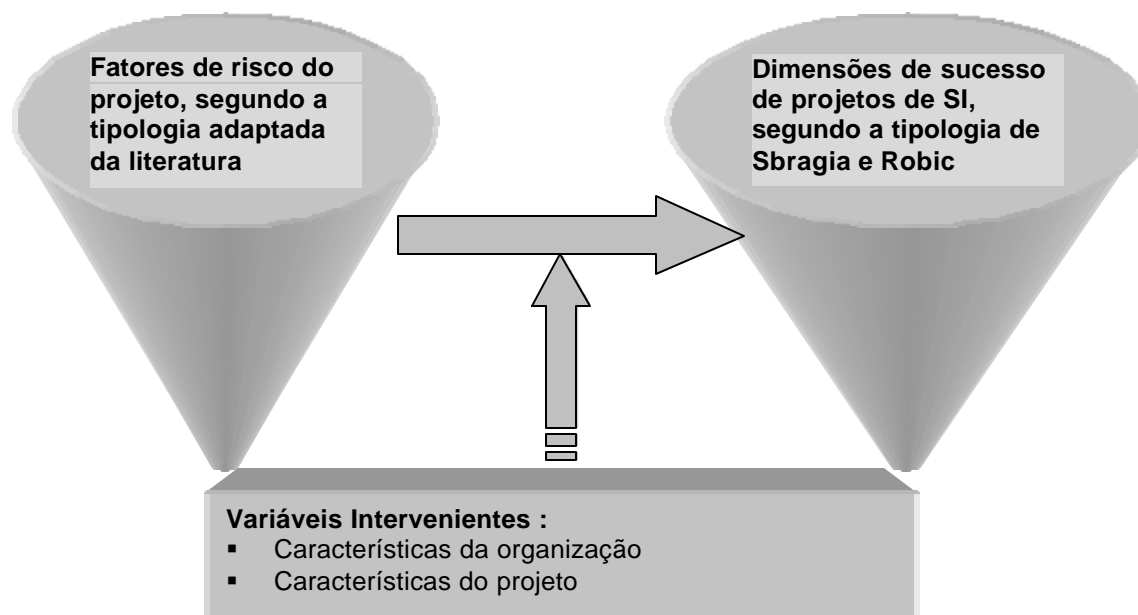 Fatores de risco do
projeto, segundo a
tipologia adaptada
da literatura
Dimensões de sucesso
de projetos de SI,
segundo a tipologia de
Sbragia e Robic
Variáveis Intervenientes :
▪ Características da organização
▪ Características do projeto